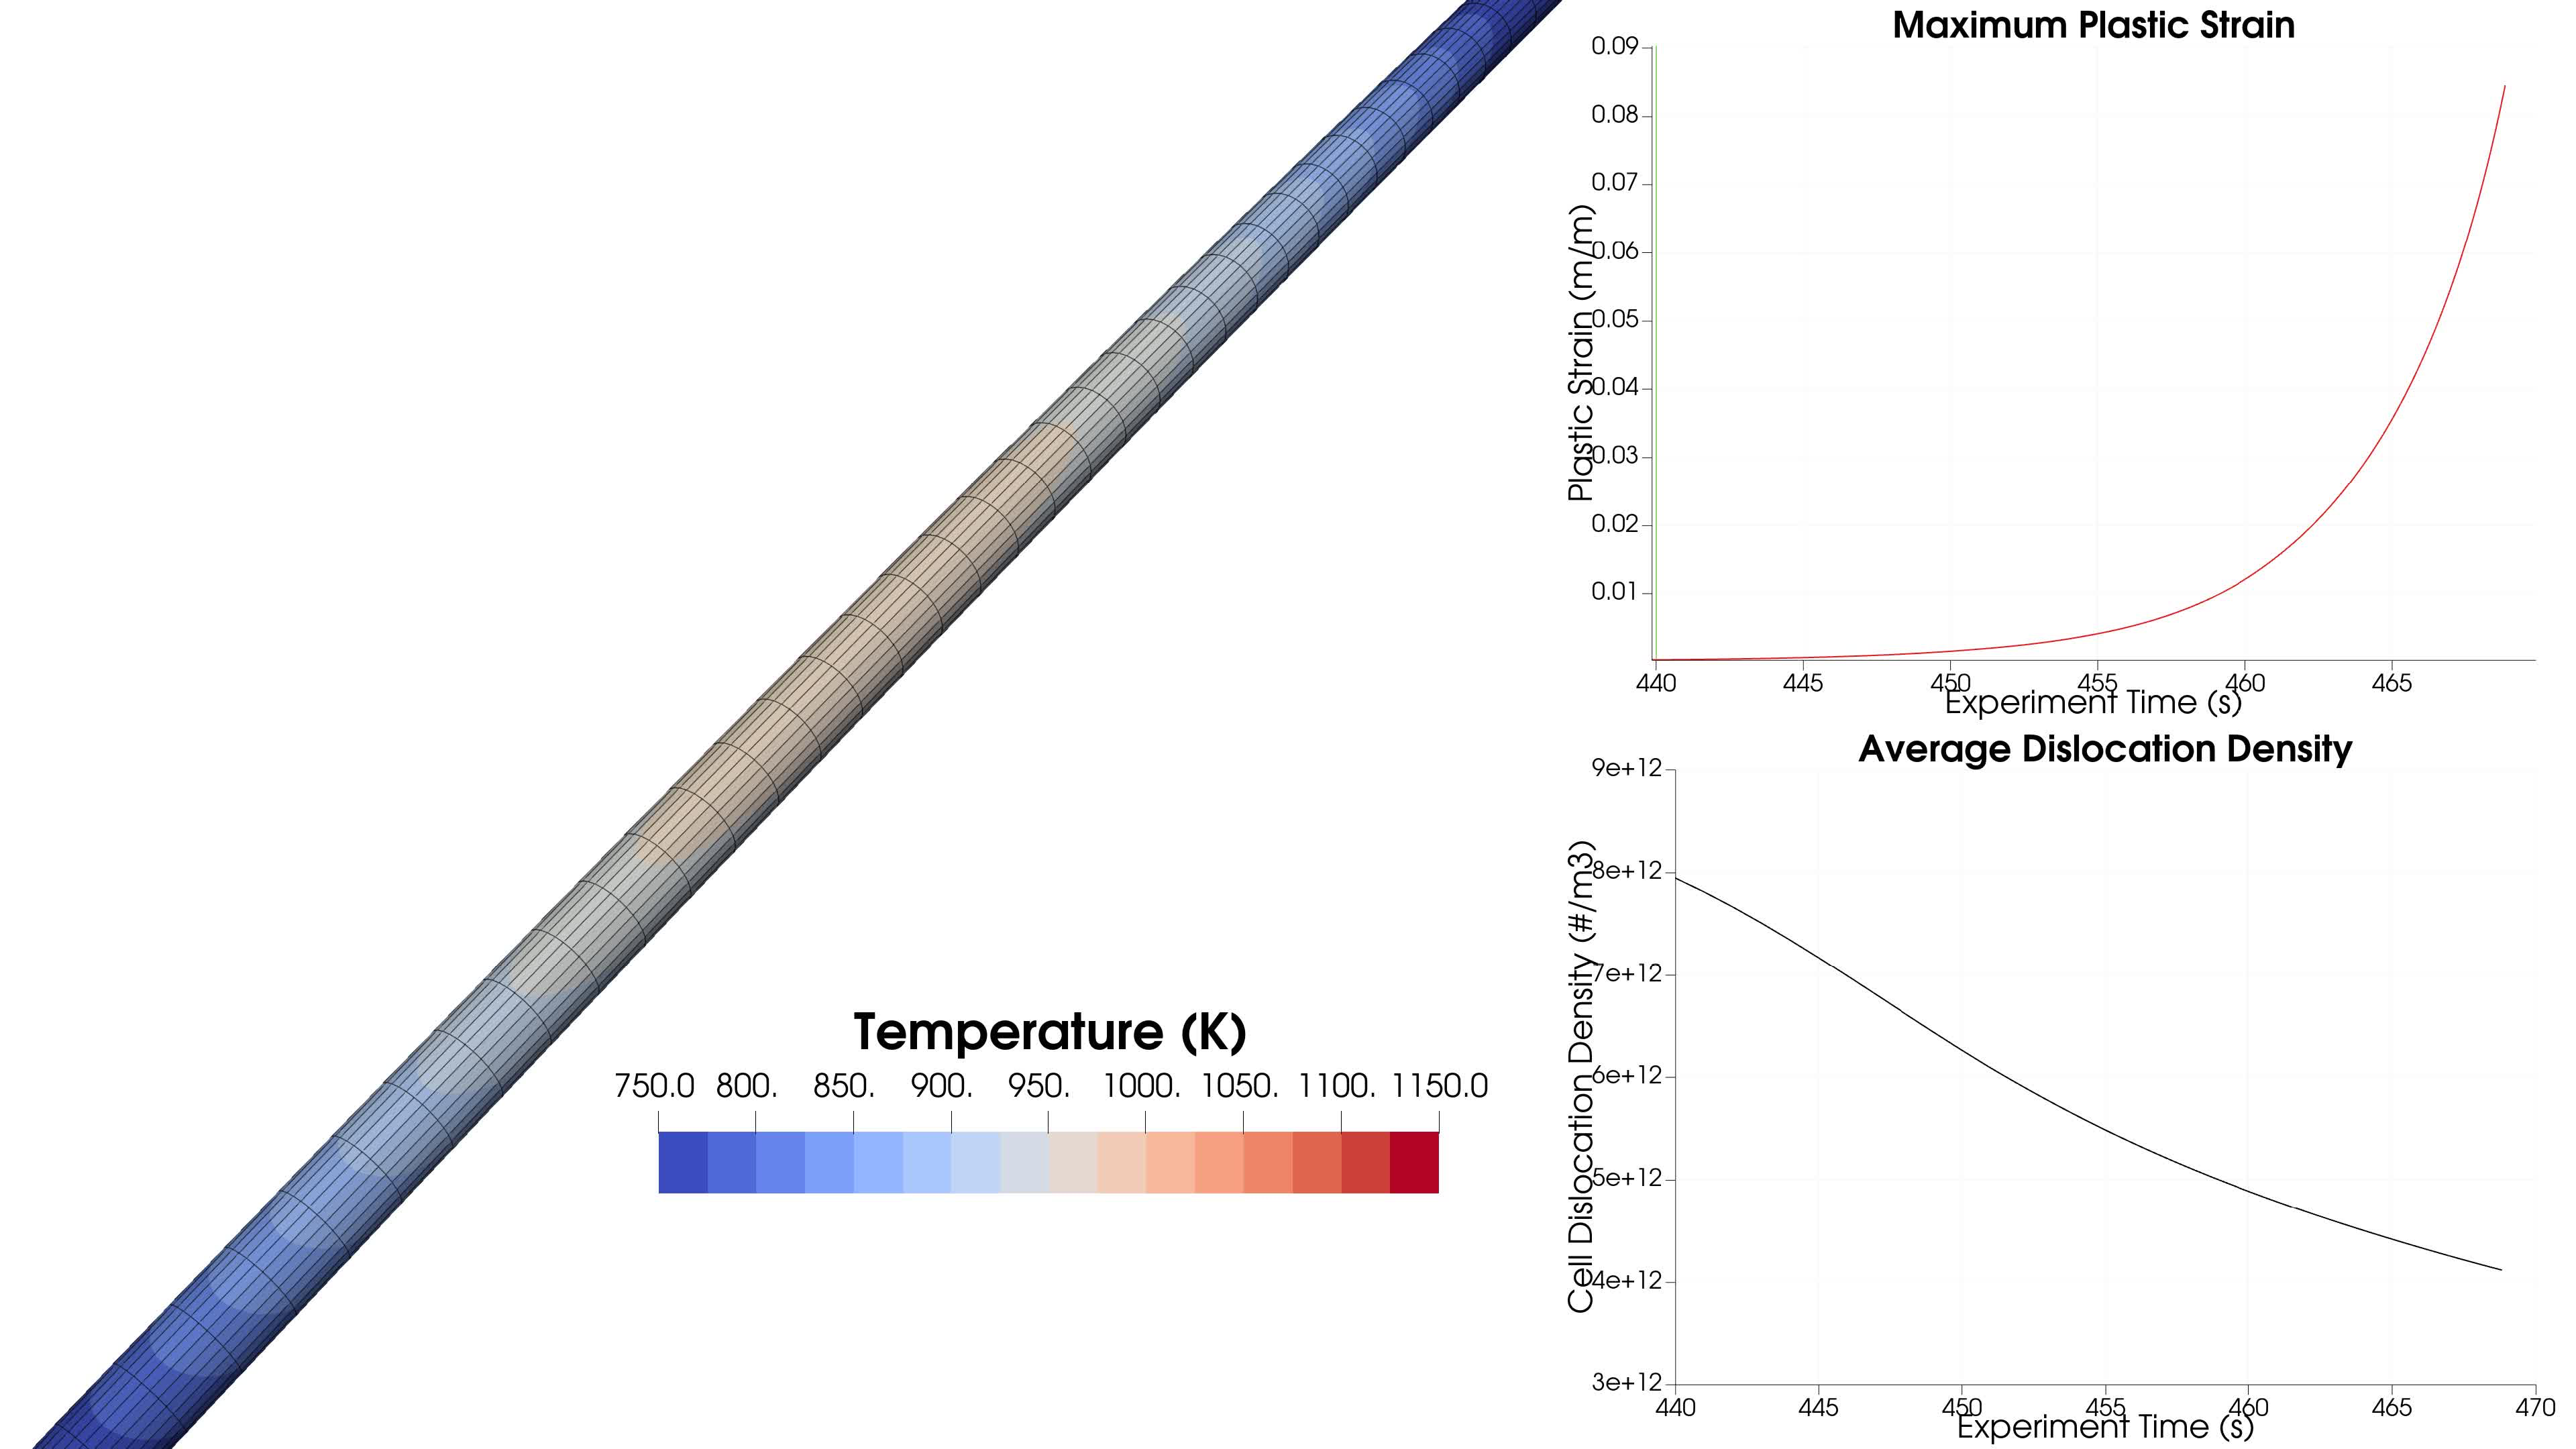 Maximum Plastic Strain
Plastic Strain (m/m)
0.09
0.08
0.07
0.06
0.05
0.04
0.03
0.02
0.01
440 445 450 455 460 465
Experiment Time (s)
Average Dislocation Density
Cell Dislocation Density (#/m3)
9e+12
8e+12
7e+12
6e+12
5e+12
4e+12
3e+12
440 445 450 455 460 465 470
Experiment Time (s)
Temperature (K)
750.0 800. 850. 900. 950. 1000. 1050. 1100. 1150.0